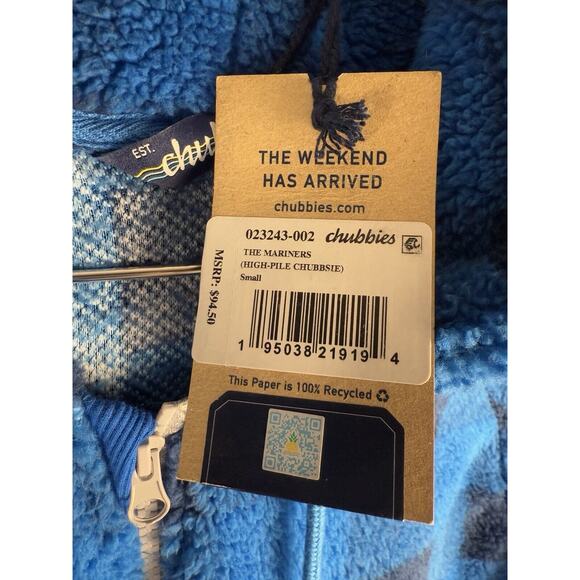 EST.
THE WEEKEND
HAS ARRIVED
chubbies.com
023243-002 chubbies
THE MARINERS
(HIGH-PILE CHUBBSIE)
Small
MSRP: $94.50
1 95038 21919 4
This Paper is 100% Recycled